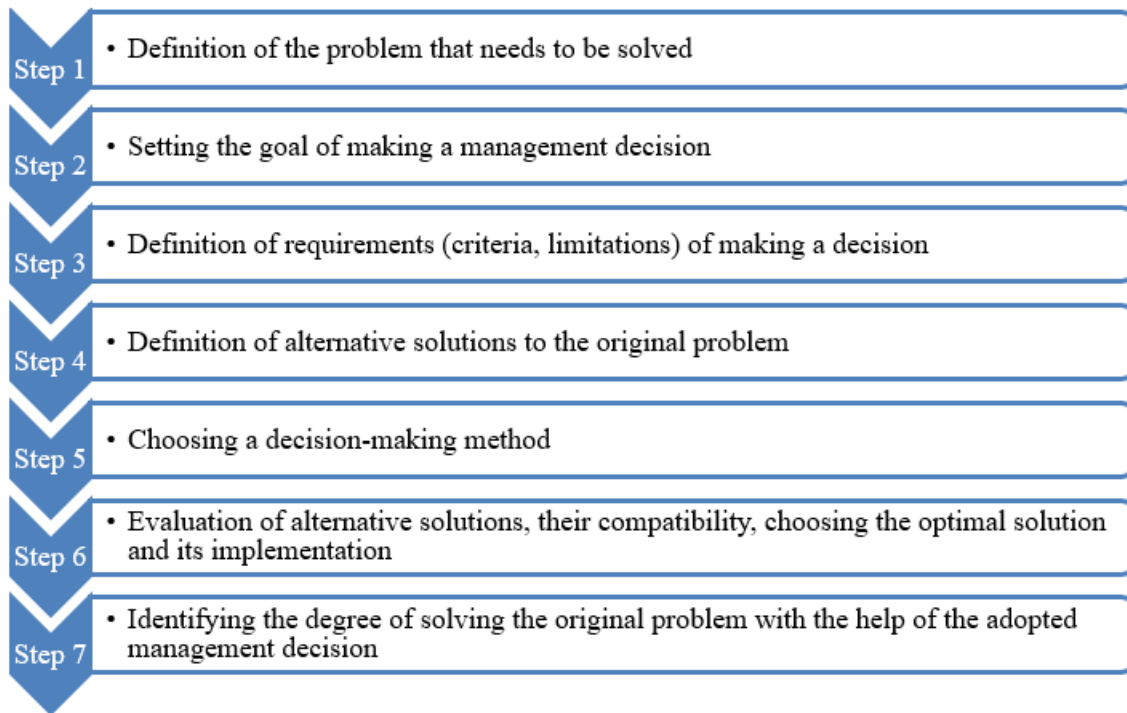 Step 1
• Definition of the problem that needs to be solved
Step 2
• Setting the goal of making a management decision
Step 3
• Definition of requirements (criteria, limitations) of making a decision
Step 4
• Definition of alternative solutions to the original problem
Step 5
• Choosing a decision-making method
Step 6
• Evaluation of alternative solutions, their compatibility, choosing the optimal solution
and its implementation
Step 7
• Identifying the degree of solving the original problem with the help of the adopted
management decision